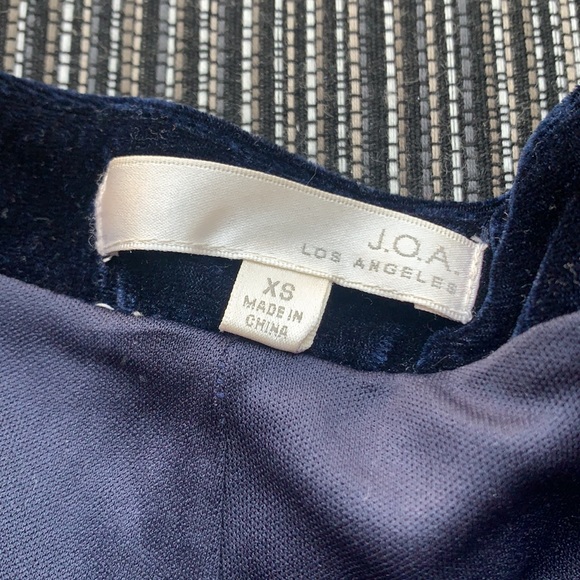 J.O.A.
LOS ANGELES
XS
MADE IN
CHINA